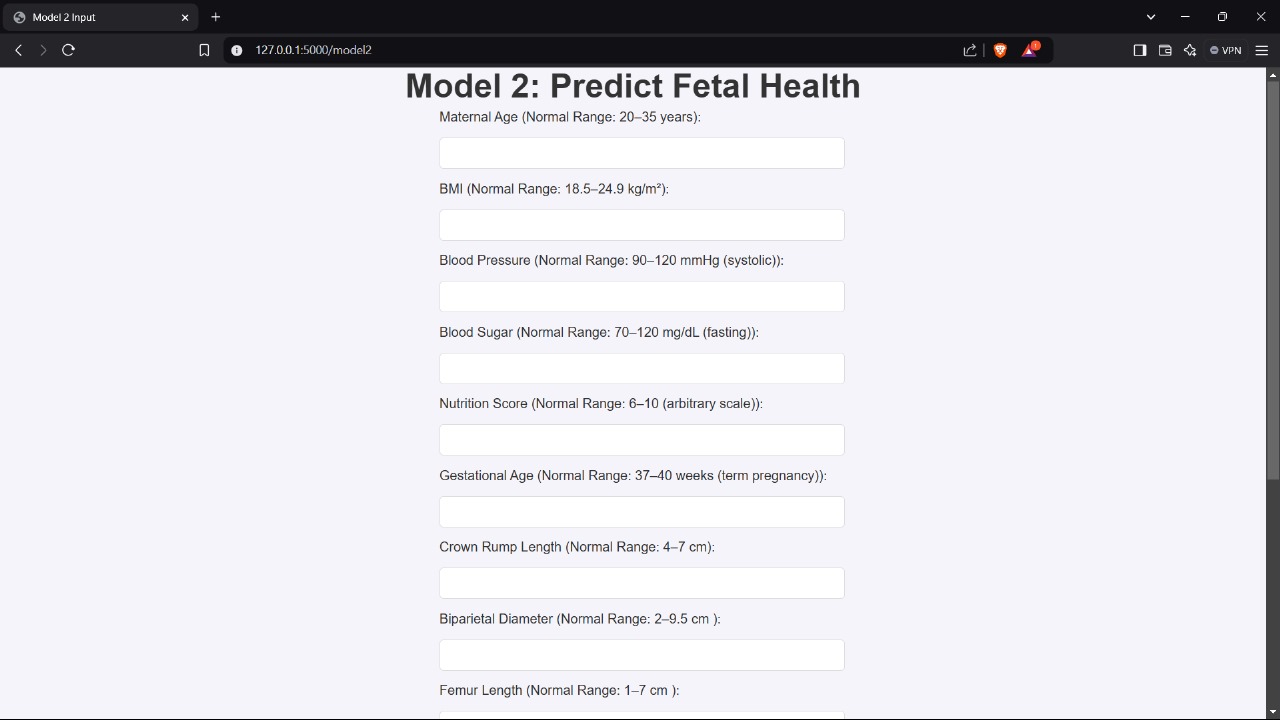 Model 2 Input
127.0.0.1:5000/model2
1
VPN
Model 2: Predict Fetal Health
Maternal Age (Normal Range: 20–35 years):
BMI (Normal Range: 18.5–24.9 kg/m²):
Blood Pressure (Normal Range: 90–120 mmHg (systolic)):
Blood Sugar (Normal Range: 70–120 mg/dL (fasting)):
Nutrition Score (Normal Range: 6–10 (arbitrary scale)):
Gestational Age (Normal Range: 37–40 weeks (term pregnancy)):
Crown Rump Length (Normal Range: 4–7 cm):
Biparietal Diameter (Normal Range: 2–9.5 cm ):
Femur Length (Normal Range: 1–7 cm ):